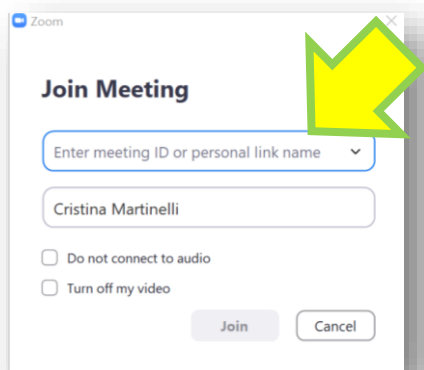 Zoom
Join Meeting
Enter meeting ID or personal link name
Cristina Martinelli
Do not connect to audio
Turn off my video
Join Cancel